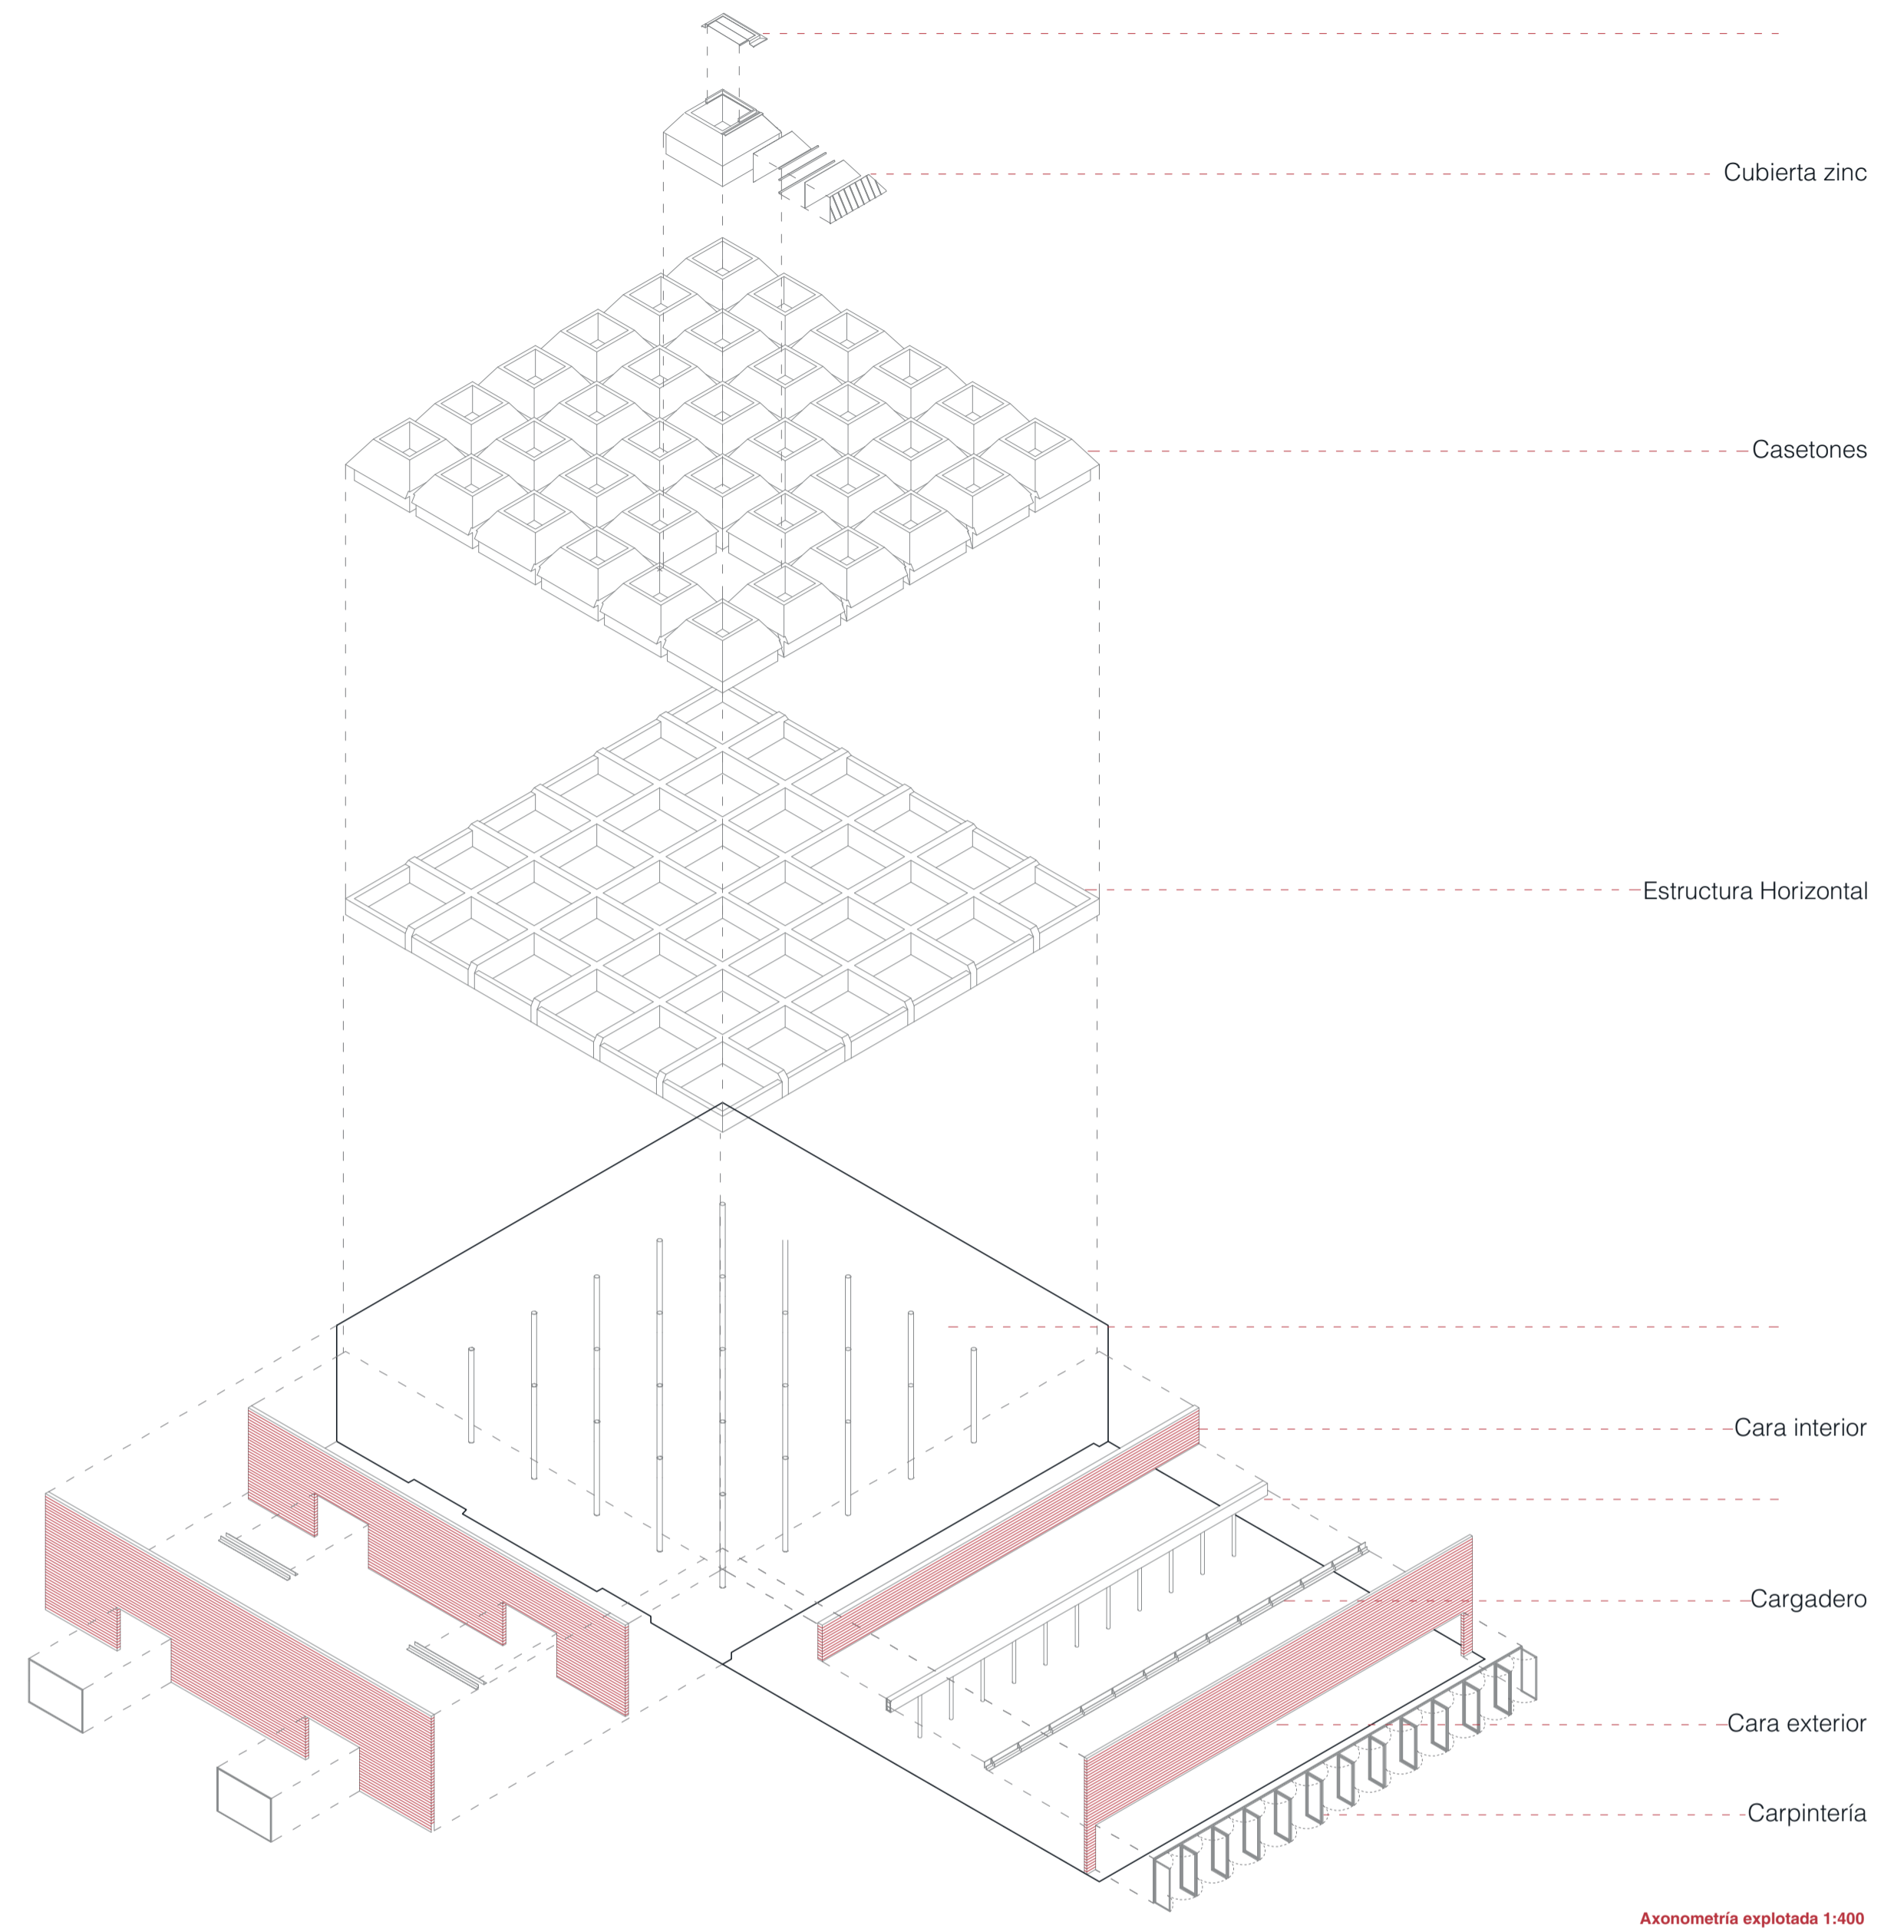 Cubierta zinc
Casetones
Estructura Horizontal
Cara interior
Cargadero
Cara exterior
Carpintería
Axonometría explotada 1:400